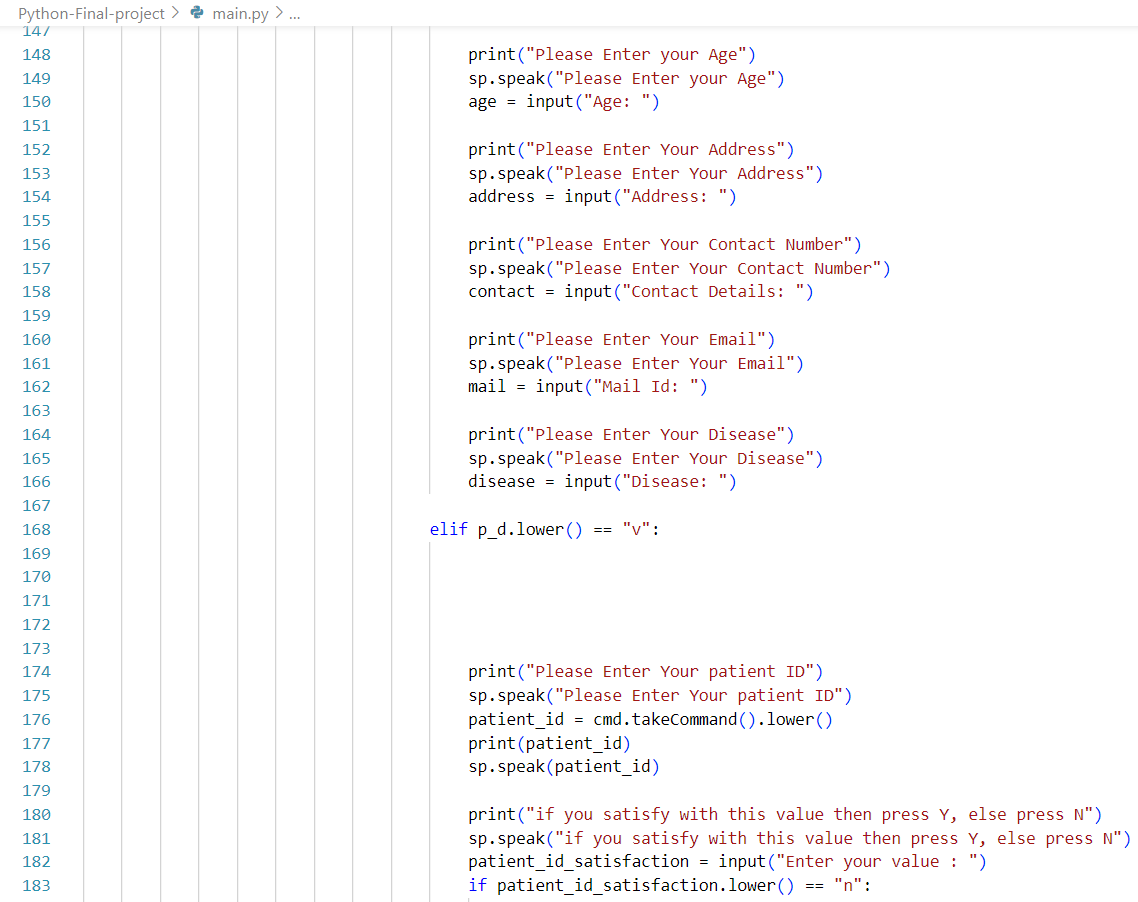 Python-Final-project > main.py > ...
147
148 print("Please Enter your Age")
149 sp.speak("Please Enter your Age")
150 age = input("Age: ")
151
152 print("Please Enter Your Address")
153 sp.speak("Please Enter Your Address")
154 address = input("Address: ")
155
156 print("Please Enter Your Contact Number")
157 sp.speak("Please Enter Your Contact Number")
158 contact = input("Contact Details: ")
159
160 print("Please Enter Your Email")
161 sp.speak("Please Enter Your Email")
162 mail = input("Mail Id: ")
163
164 print("Please Enter Your Disease")
165 sp.speak("Please Enter Your Disease")
166 disease = input("Disease: ")
167
168 elif p_d.lower() == "v":
169
170
171
172
173
174 print("Please Enter Your patient ID")
175 sp.speak("Please Enter Your patient ID")
176 patient_id = cmd.takeCommand().lower()
177 print(patient_id)
178 sp.speak(patient_id)
179
180 print("if you satisfy with this value then press Y, else press N")
181 sp.speak("if you satisfy with this value then press Y, else press N")
182 patient_id_satisfaction = input("Enter your value : ")
183 if patient_id_satisfaction.lower() == "n":